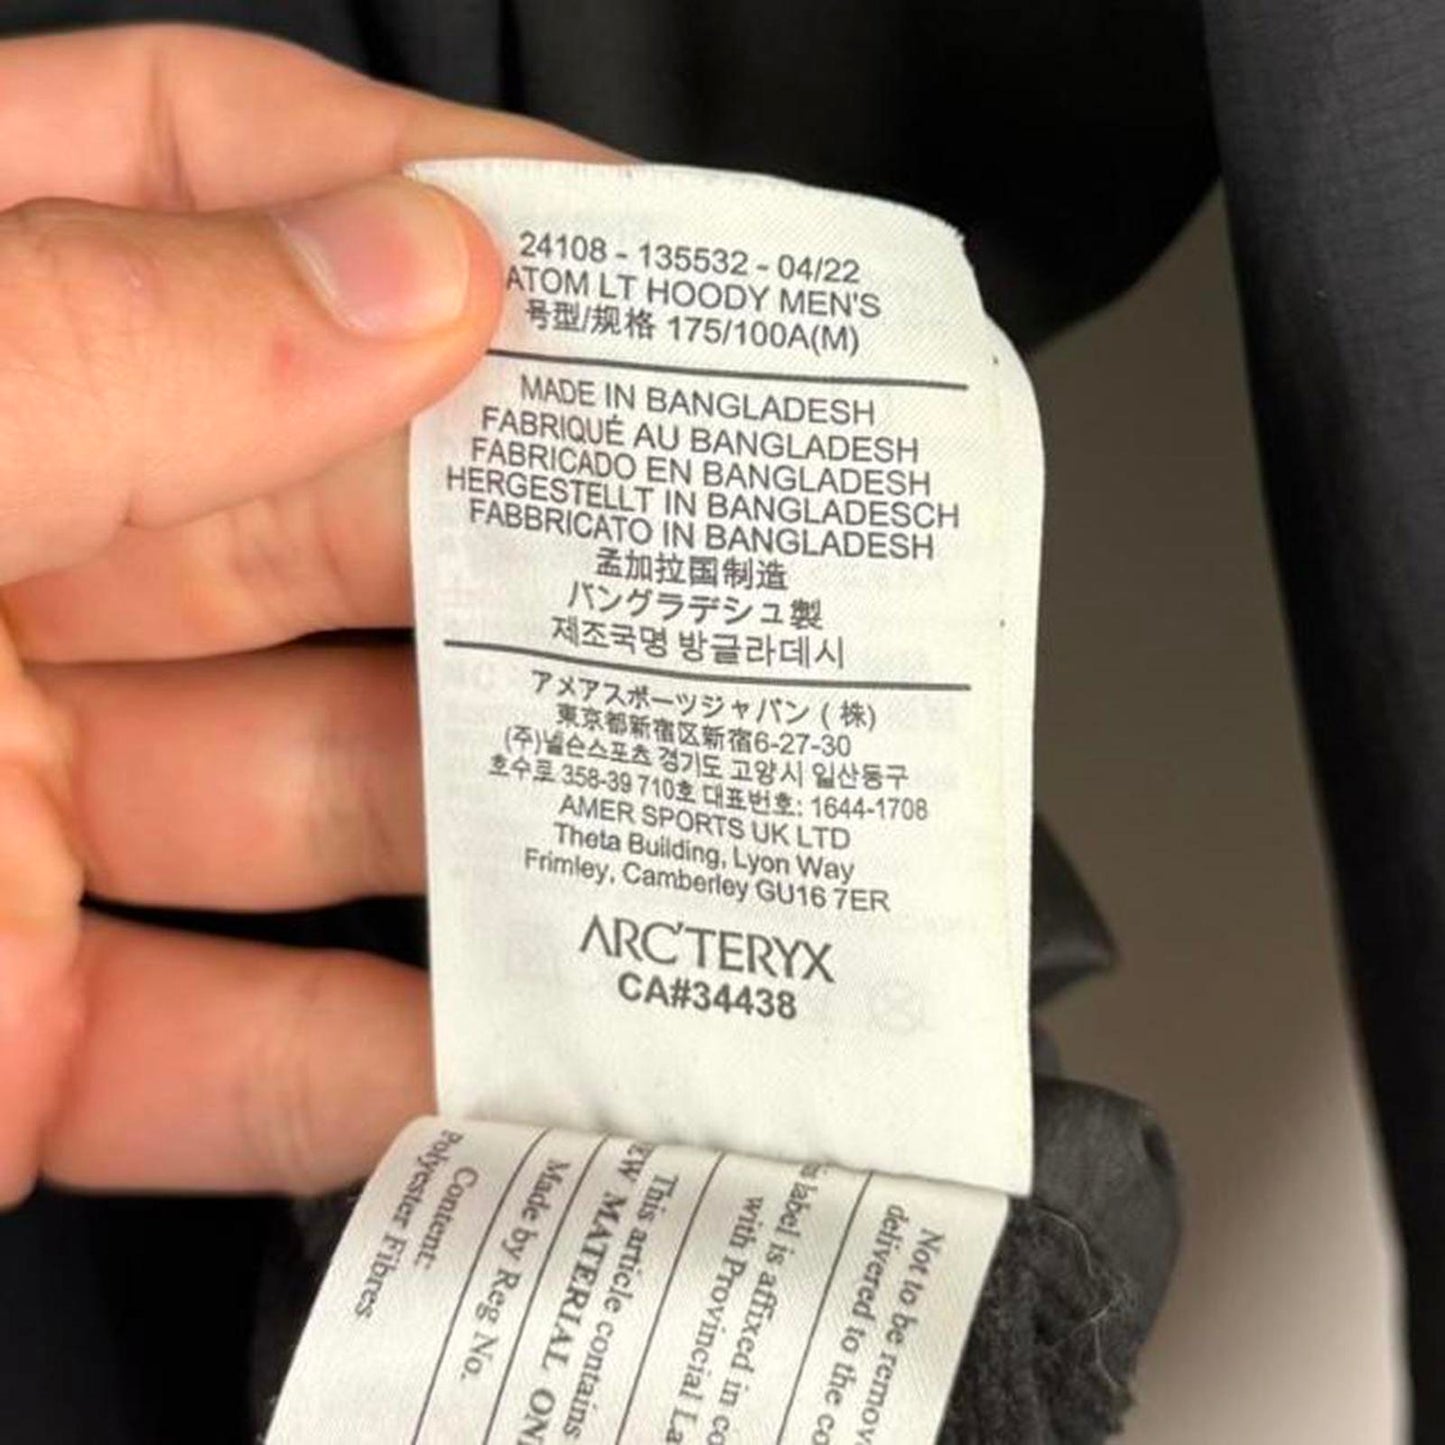 24108 - 135532 - 04/22
ATOM LT HOODY MEN'S
号型/规格 175/100A(M)
MADE IN BANGLADESH
FABRIQUÉ AU BANGLADESH
FABRICADO EN BANGLADESH
HERGESTELLT IN BANGLADESCH
FABBRICATO IN BANGLADESH
孟加拉国制造
バングラデシュ製
제조국명 방글라데시
アメアスポーツジャパン (株)
東京都新宿区新宿6-27-30
(주)넬슨스포츠 경기도 고양시 일산동구
호수로 358-39 710호 대표번호: 1644-1708
AMER SPORTS UK LTD
Theta Building, Lyon Way
Frimley, Camberley GU16 7ER
ARC'TERYX
CA#34438
Not to be
delivered to the
label is affixed in
with Provincial
This article contains
MATERIAL
Made by Reg No.
Content:
Polyester Fibres